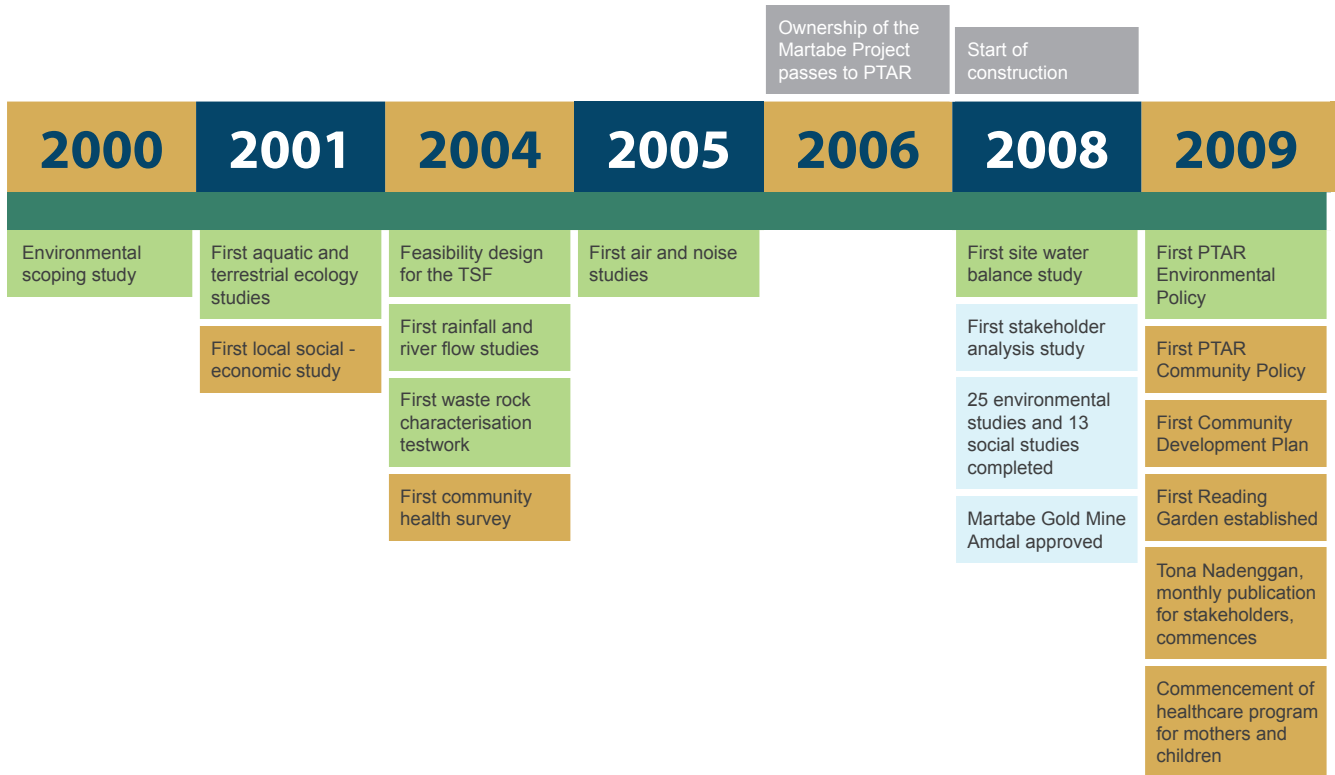 Ownership of the
Martabe Project
passes to PTAR
Start of
construction
2000
2001
2004
2005
2006
2008
2009
Environmental
scoping study
First aquatic and
terrestrial ecology
studies
First local social -
economic study
Feasibility design
for the TSF
First rainfall and
river flow studies
First waste rock
characterisation
testwork
First community
health survey
First air and noise
studies
First site water
balance study
First stakeholder
analysis study
25 environmental
studies and 13
social studies
completed
Martabe Gold Mine
Amdal approved
First PTAR
Environmental
Policy
First PTAR
Community Policy
First Community
Development Plan
First Reading
Garden established
Tona Nadenggan,
monthly publication
for stakeholders,
commences
Commencement of
healthcare program
for mothers and
children